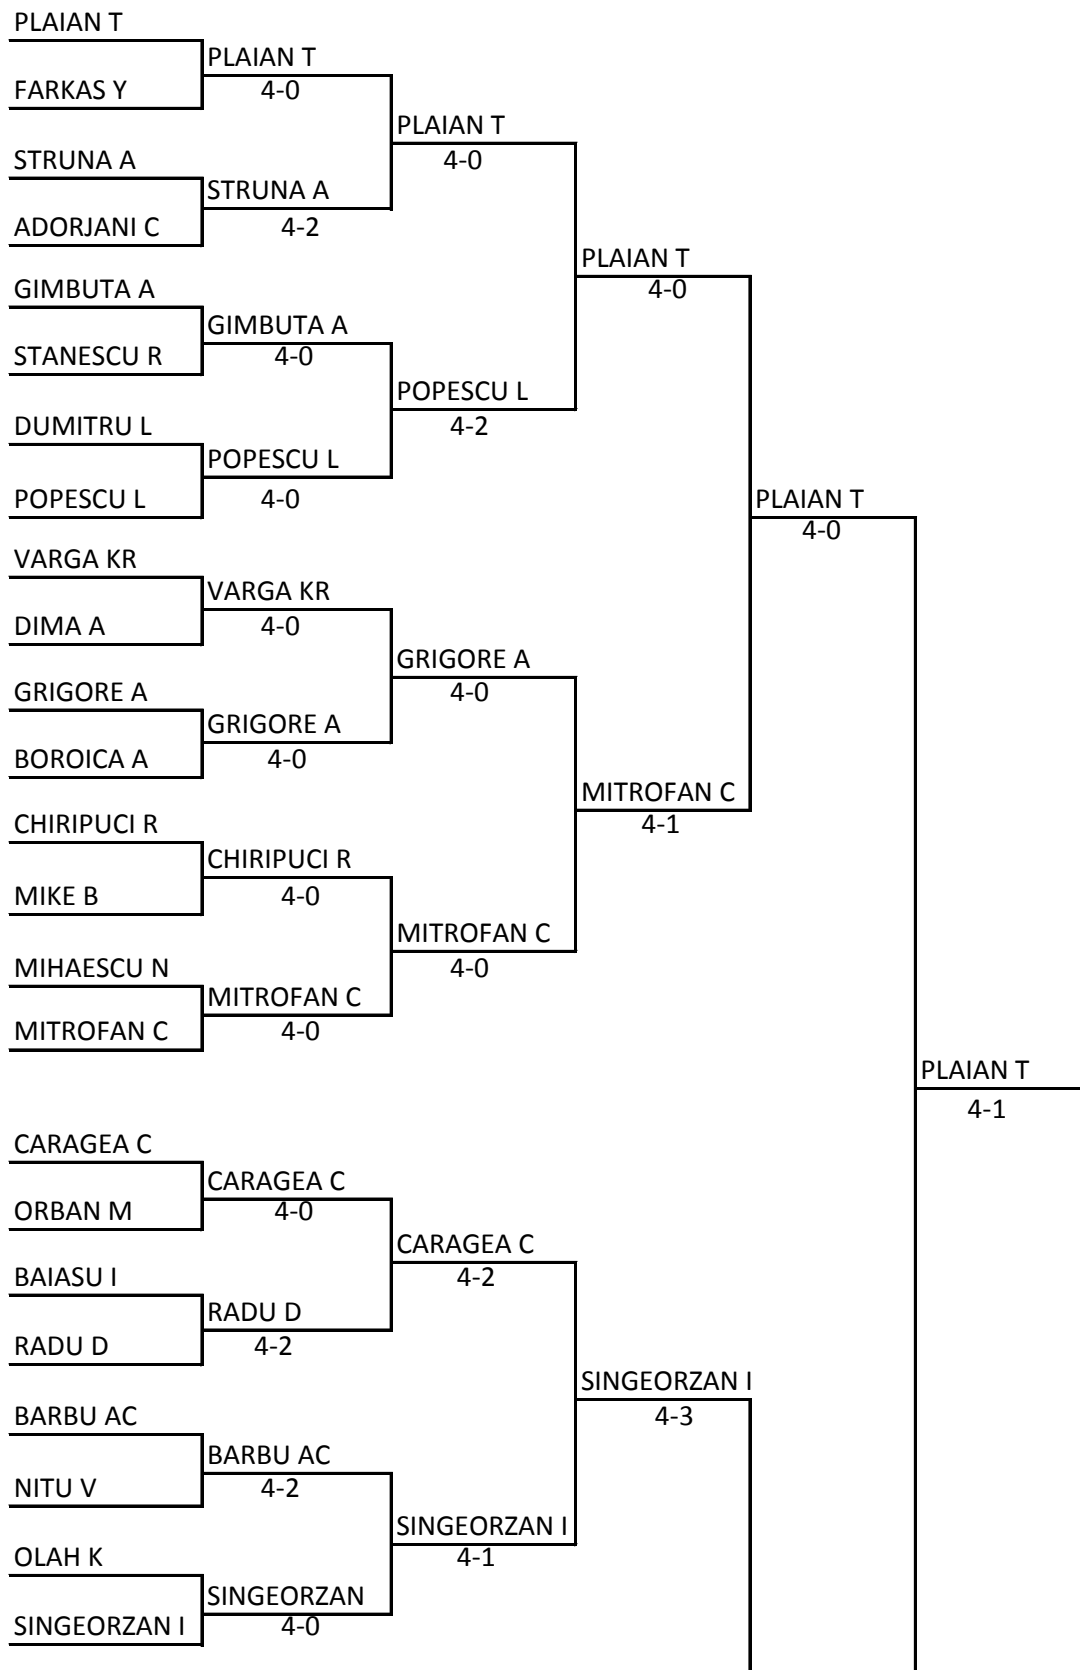 PLAIAN T
PLAIAN T
FARKAS Y
4-0
PLAIAN T
STRUNA A
4-0
STRUNA A
ADORJANI C
4-2
PLAIAN T
GIMBUTA A
4-0
GIMBUTA A
STANESCU R
4-0
POPESCU L
DUMITRU L
4-2
POPESCU L
POPESCU L
4-0
PLAIAN T
4-0
VARGA KR
VARGA KR
DIMA A
4-0
GRIGORE A
GRIGORE A
4-0
GRIGORE A
BOROICA A
4-0
MITROFAN C
CHIRIPUCI R
4-1
CHIRIPUCI R
MIKE B
4-0
MITROFAN C
MIHAESCU N
4-0
MITROFAN C
MITROFAN C
4-0
PLAIAN T
4-1
CARAGEA C
CARAGEA C
ORBAN M
4-0
CARAGEA C
BAIASU I
4-2
RADU D
RADU D
4-2
SINGEORZAN I
BARBU AC
4-3
BARBU AC
NITU V
4-2
SINGEORZAN I
OLAH K
4-1
SINGEORZAN
SINGEORZAN I
4-0